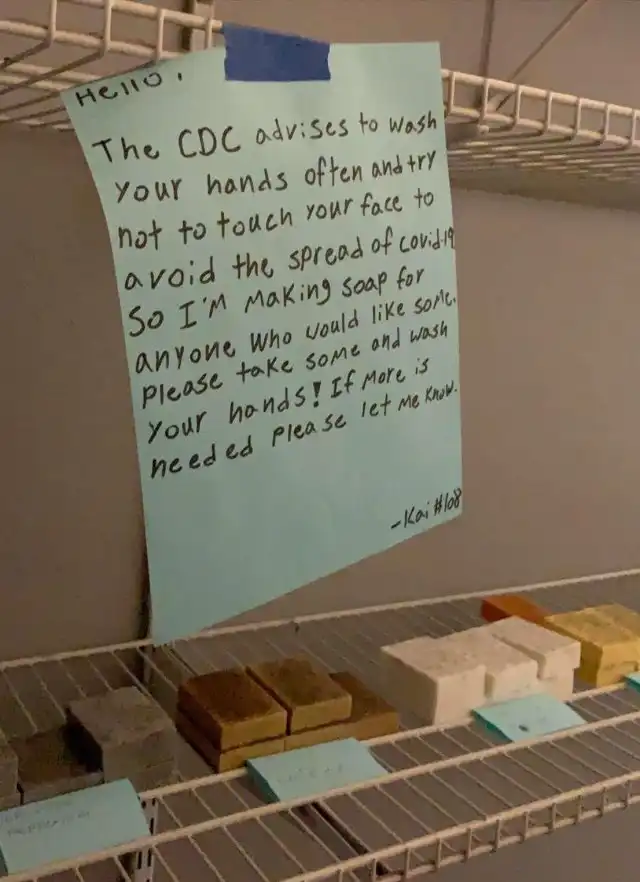 Hello,
The CDC advises to wash
your hands often and try
not to touch your face to
avoid the spread of covid-19
So I'm making soap for
anyone who would like some.
please take some and wash
your hands! If more is
needed please let me know.
-Kai #108